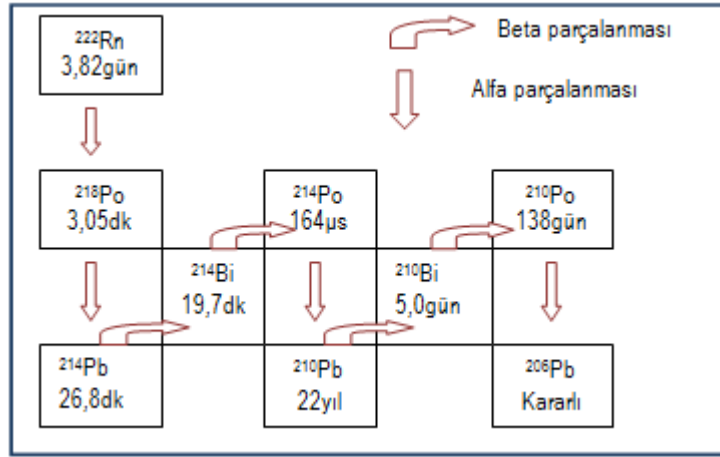 ²²²Rn
3,82gün
Beta parçalanması
Alfa parçalanması
²¹⁸Po
3,05dk
²¹⁴Po
164µs
²¹⁰Po
138gün
²¹⁴Bi
19,7dk
²¹⁰Bi
5,0gün
²¹⁴Pb
26,8dk
²¹⁰Pb
22yıl
²⁰⁶Pb
Kararlı